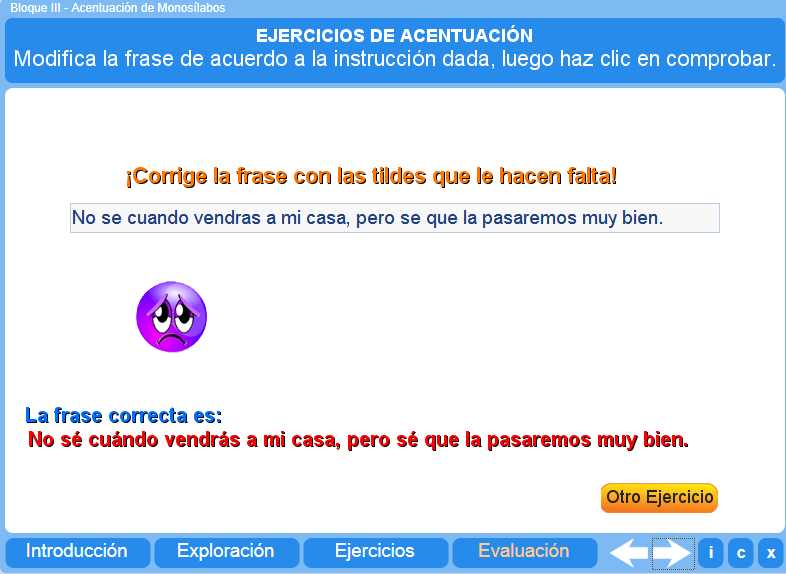 Bloque III - Acentuación de Monosílabos
EJERCICIOS DE ACENTUACIÓN
Modifica la frase de acuerdo a la instrucción dada, luego haz clic en comprobar.
¡Corrige la frase con las tildes que le hacen falta!
No se cuando vendras a mi casa, pero se que la pasaremos muy bien.
La frase correcta es:
No sé cuándo vendrás a mi casa, pero sé que la pasaremos muy bien.
Otro Ejercicio
Introducción Exploración Ejercicios Evaluación i c x